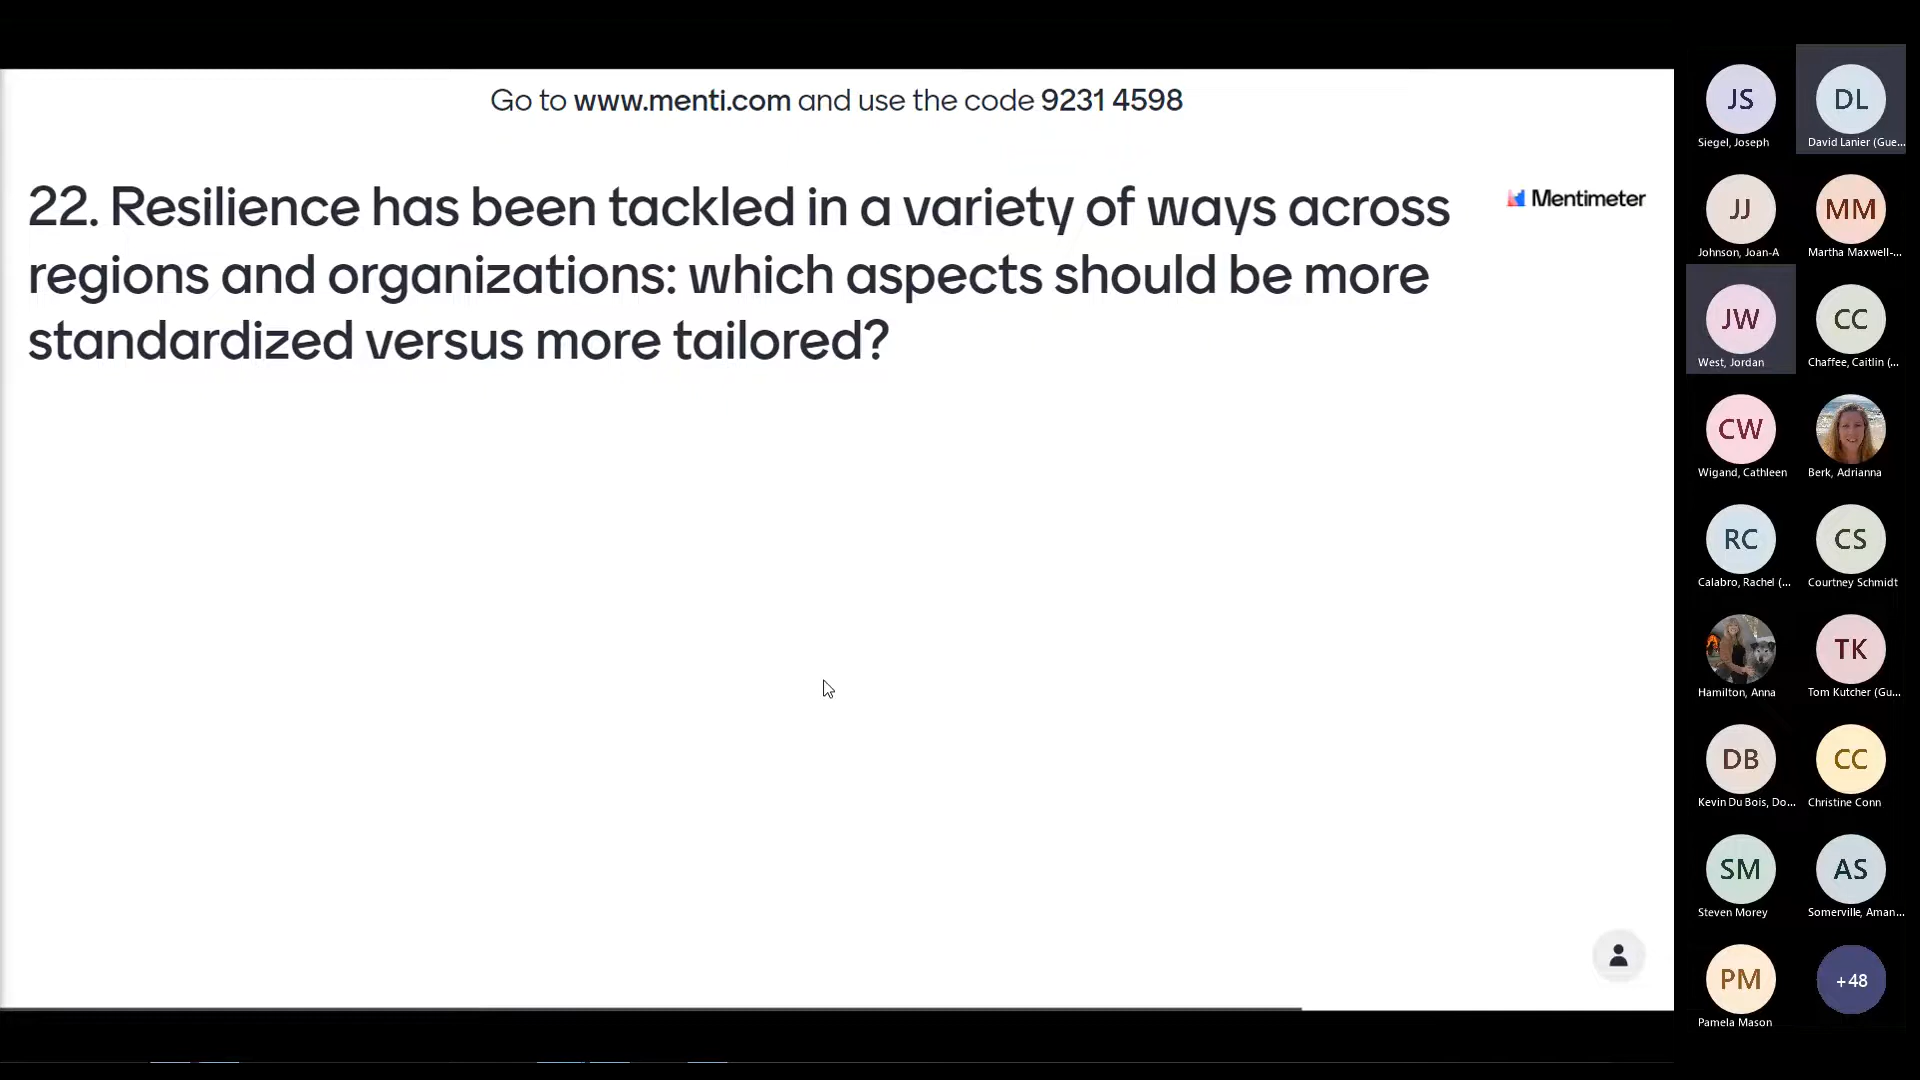 Go to www.menti.com and use the code 9231 4598
22. Resilience has been tackled in a variety of ways across
regions and organizations: which aspects should be more
standardized versus more tailored?
Mentimeter
JS
Siegel, Joseph
DL
David Lanier (Gue...
JJ
Johnson, Joan-A
MM
Martha Maxwell-...
JW
West, Jordan
CC
Chaffee, Caitlin (...
CW
Wigand, Cathleen
Berk, Adrianna
RC
Calabro, Rachel (...
CS
Courtney Schmidt
Hamilton, Anna
TK
Tom Kutcher (Gu...
DB
Kevin Du Bois, Do...
CC
Christine Conn
SM
Steven Morey
AS
Somerville, Aman...
PM
Pamela Mason
+48